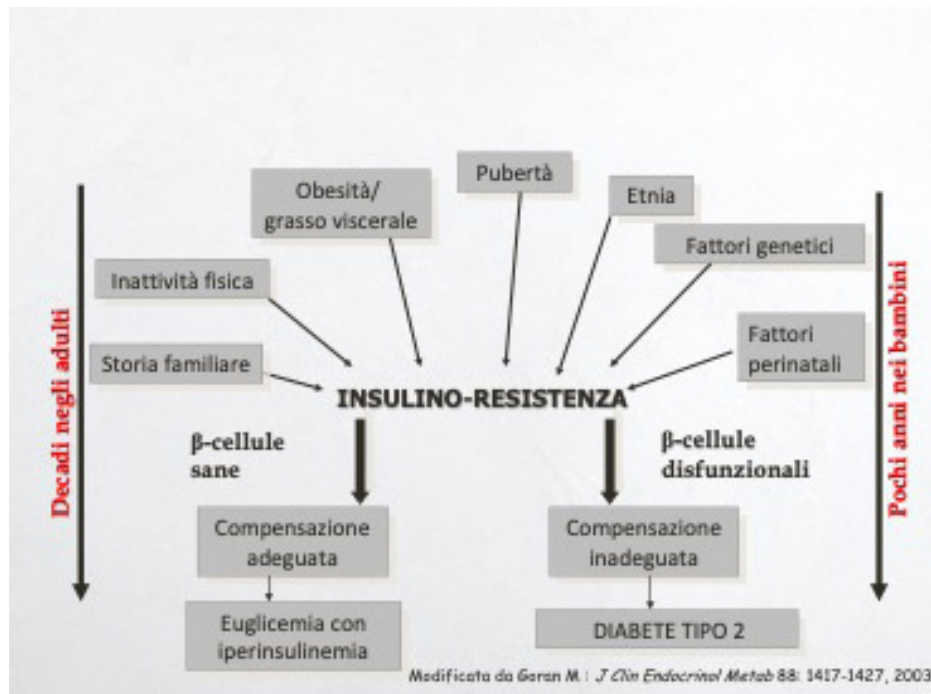 Pubertà
Obesità/
grasso viscerale
Etnia
Fattori genetici
Inattività fisica
Fattori
perinatali
Storia familiare
INSULINO-RESISTENZA
Decadi negli adulti
Pochi anni nei bambini
β-cellule
sane
β-cellule
disfunzionali
Compensazione
adeguata
Compensazione
inadeguata
Euglicemia con
iperinsulinemia
DIABETE TIPO 2
Modificata da Goran M : J Clin Endocrinol Metab 88: 1417-1427, 2003